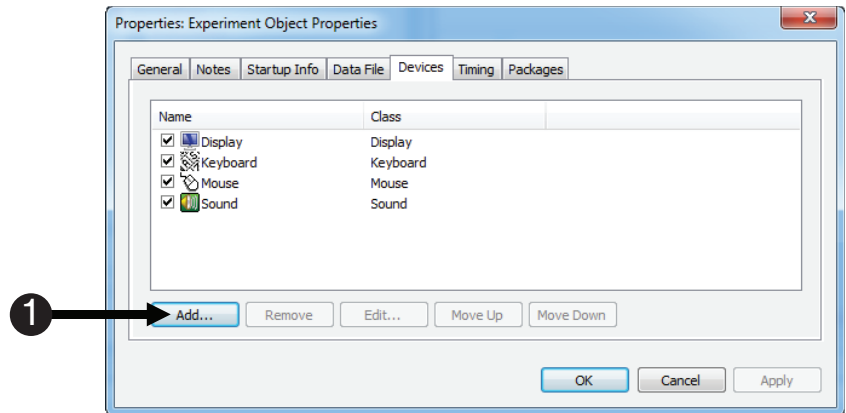 Properties: Experiment Object Properties
x
General Notes Startup Info Data File Devices Timing Packages
Name Class
Display Display
Keyboard Keyboard
Mouse Mouse
Sound Sound
1 Add... Remove Edit... Move Up Move Down
OK Cancel Apply